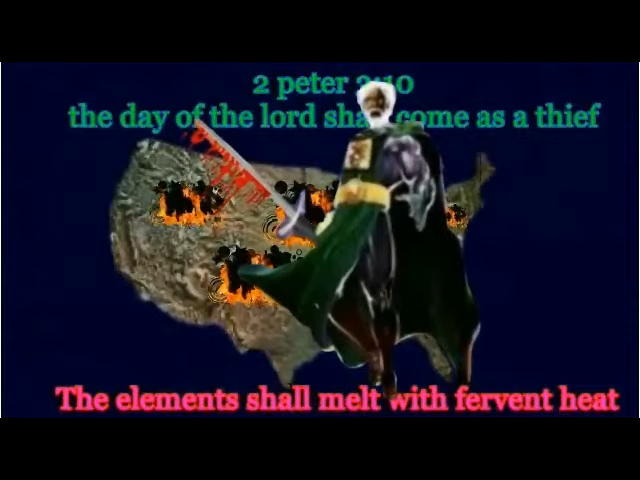 2 peter 3:10
the day of the lord shall come as a thief
The elements shall melt with fervent heat